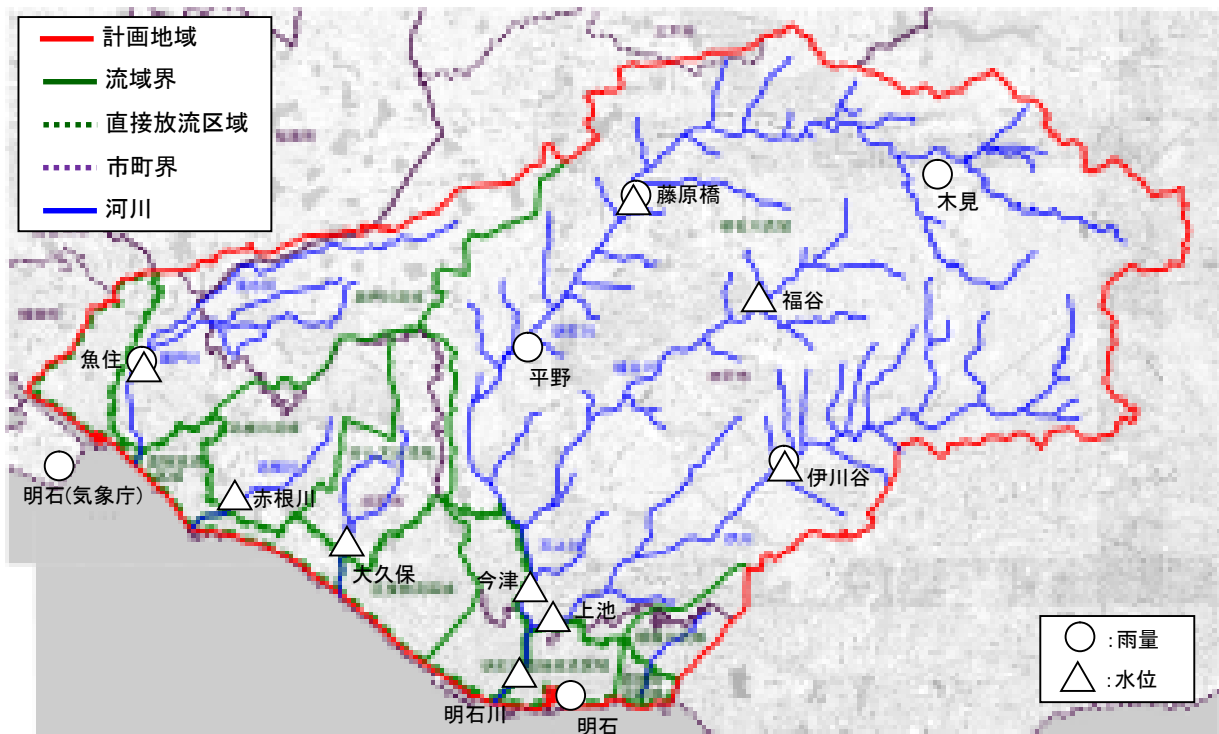 計画地域
流域界
直接放流区域
市町界
河川
藤原橋
木見
福谷
平野
魚住
伊川谷
明石(気象庁)
赤根川
大久保
今津
上池
明石川
明石
:雨量
:水位